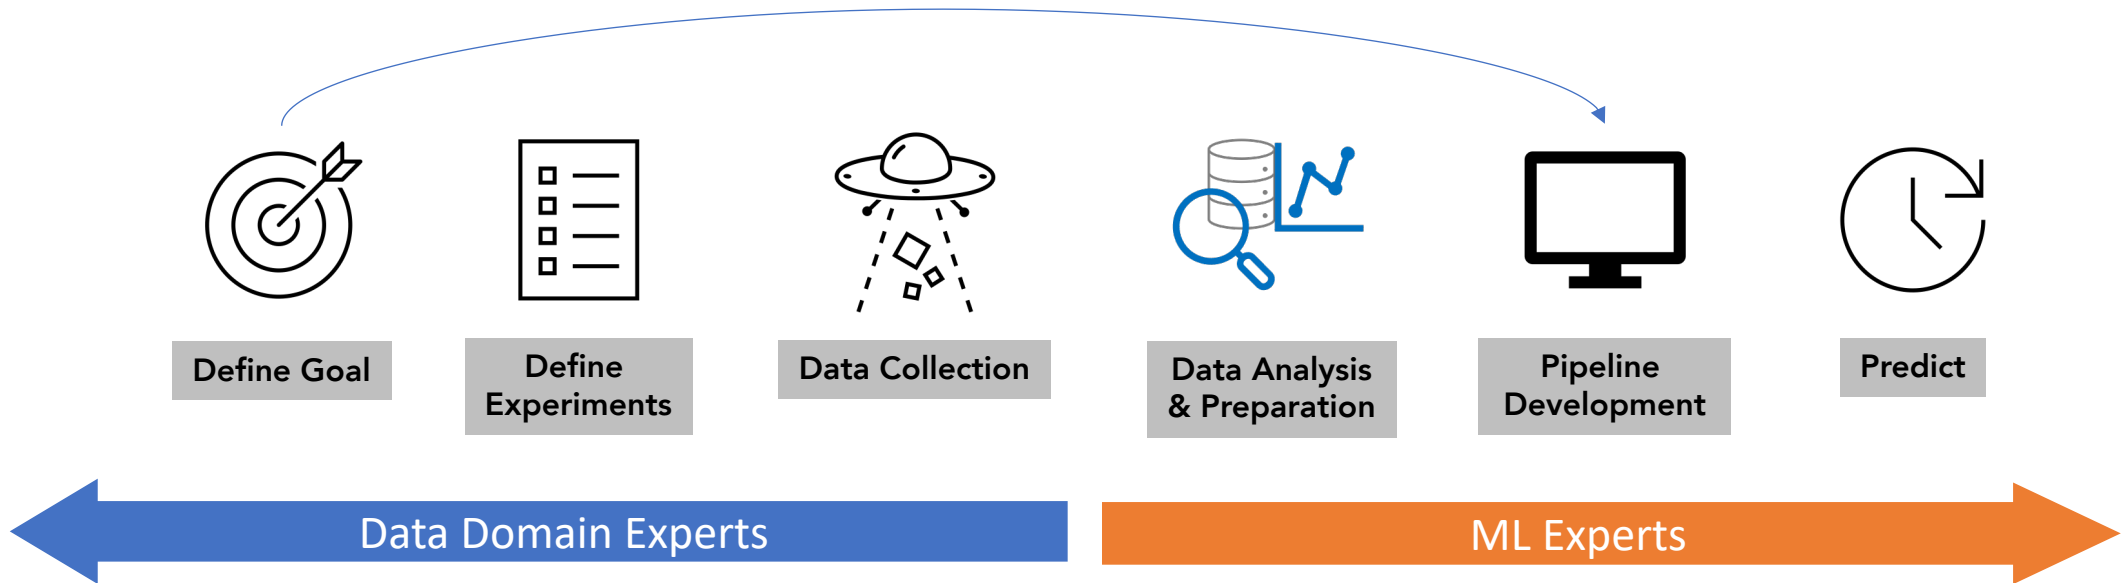 Define Goal
Define
Experiments
Data Collection
Data Analysis
& Preparation
Pipeline
Development
Predict
Data Domain Experts
ML Experts